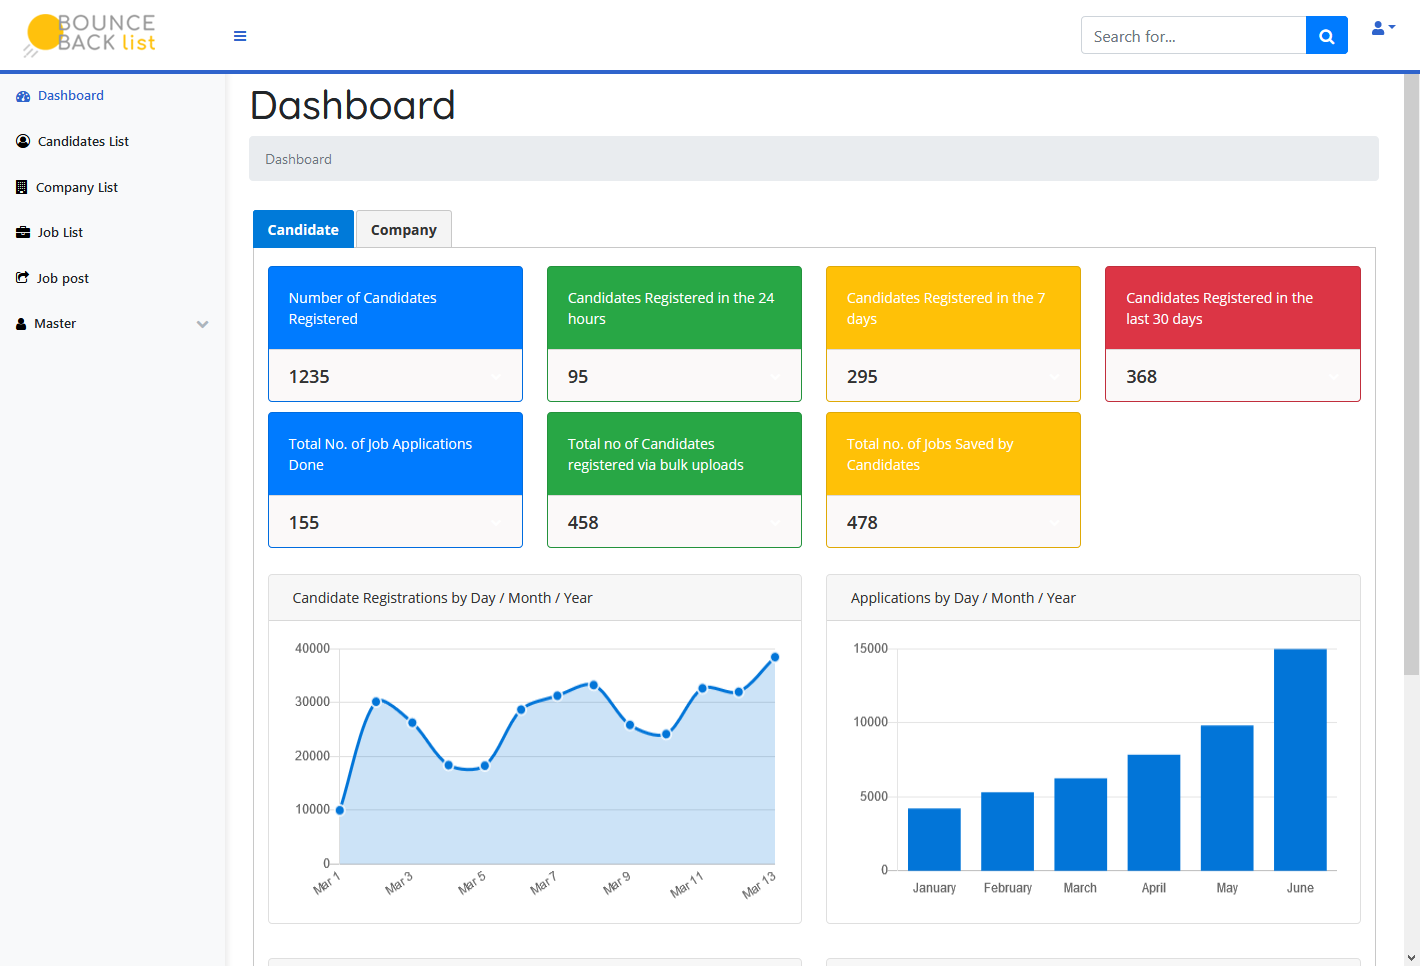 BOUNCE
BACK list
Search for...
Dashboard
Candidates List
Company List
Job List
Job post
Master
Dashboard
Dashboard
Candidate
Company
Number of Candidates
Registered
1235
Candidates Registered in the 24
hours
95
Candidates Registered in the 7
days
295
Candidates Registered in the
last 30 days
368
Total No. of Job Applications
Done
155
Total no of Candidates
registered via bulk uploads
458
Total no. of Jobs Saved by
Candidates
478
Candidate Registrations by Day / Month / Year
40000
30000
20000
10000
0
Mar 1
Mar 3
Mar 5
Mar 7
Mar 9
Mar 11
Mar 13
Applications by Day / Month / Year
15000
10000
5000
0
January
February
March
April
May
June